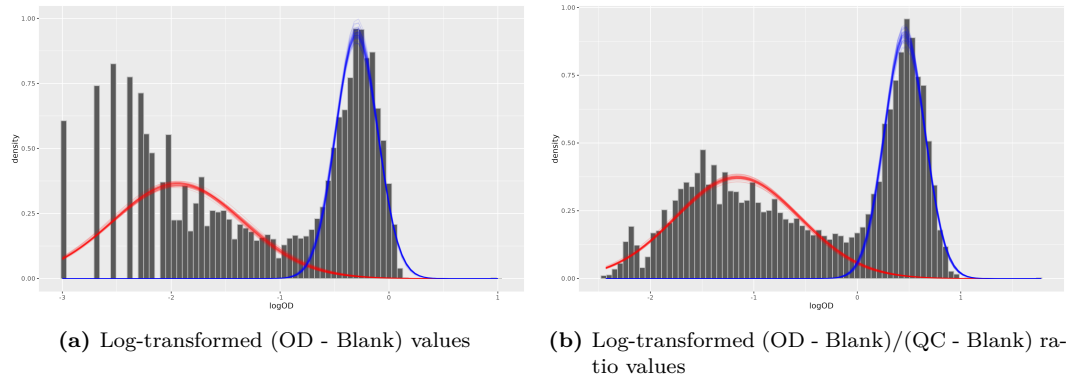 1.00
0.75
0.50
0.25
0.00
density
-3
-2
-1
0
1
logOD
1.00
0.75
0.50
0.25
0.00
density
-2
-1
0
1
logOD
(a) Log-transformed (OD - Blank) values
(b) Log-transformed (OD - Blank)/(QC - Blank) ra-
tio values